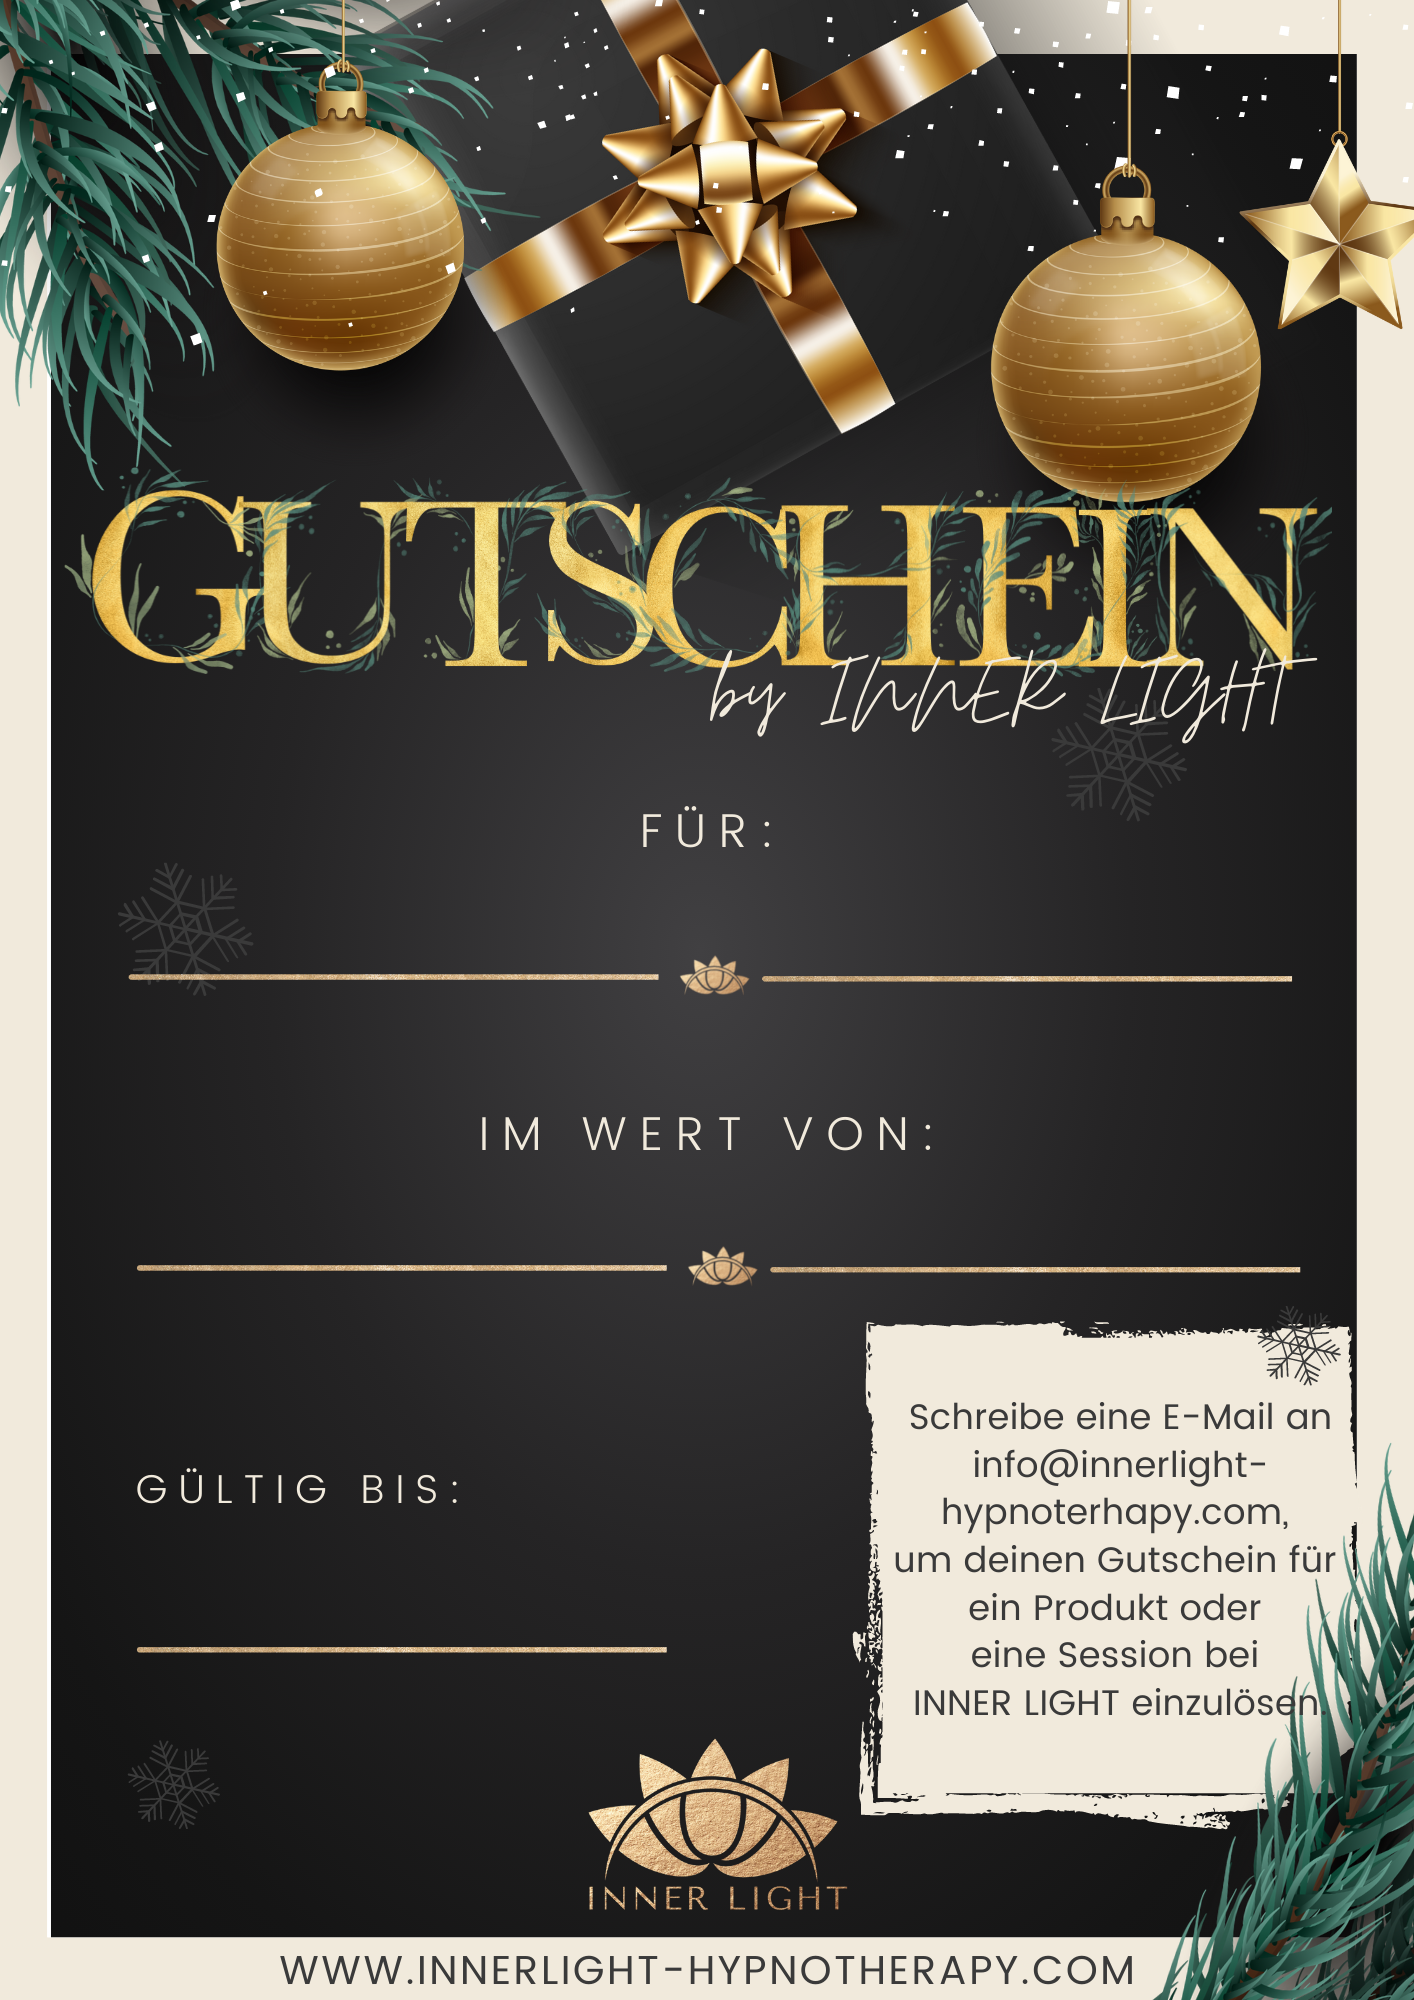 GUTSCHEIN
by INNER LIGHT
FÜR:
IM WERT VON:
GÜLTIG BIS:
Schreibe eine E-Mail an
info@innerlight-
hypnoterhapy.com,
um deinen Gutschein für
ein Produkt oder
eine Session bei
INNER LIGHT einzulösen.
INNER LIGHT
WWW.INNERLIGHT-HYPNOTHERAPY.COM